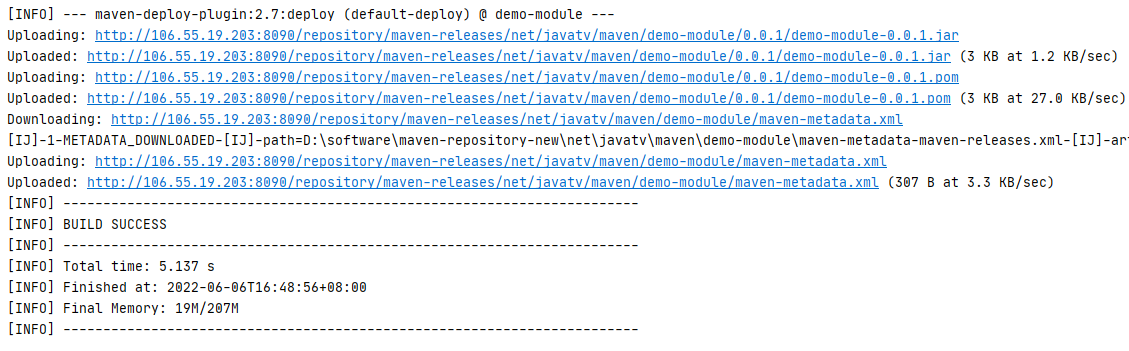 [INFO] --- maven-deploy-plugin:2.7:deploy (default-deploy) @ demo-module ---
Uploading: http://106.55.19.203:8090/repository/maven-releases/net/javatv/maven/demo-module/0.0.1/demo-module-0.0.1.jar
Uploaded: http://106.55.19.203:8090/repository/maven-releases/net/javatv/maven/demo-module/0.0.1/demo-module-0.0.1.jar (3 KB at 1.2 KB/sec)
Uploading: http://106.55.19.203:8090/repository/maven-releases/net/javatv/maven/demo-module/0.0.1/demo-module-0.0.1.pom
Uploaded: http://106.55.19.203:8090/repository/maven-releases/net/javatv/maven/demo-module/0.0.1/demo-module-0.0.1.pom (3 KB at 27.0 KB/sec)
Downloading: http://106.55.19.203:8090/repository/maven-releases/net/javatv/maven/demo-module/maven-metadata.xml
[IJ]-1-METADATA_DOWNLOADED-[IJ]-path=D:\software\maven-repository-new\net\javatv\maven\demo-module\maven-metadata-maven-releases.xml-[IJ]-ar
Uploading: http://106.55.19.203:8090/repository/maven-releases/net/javatv/maven/demo-module/maven-metadata.xml
Uploaded: http://106.55.19.203:8090/repository/maven-releases/net/javatv/maven/demo-module/maven-metadata.xml (307 B at 3.3 KB/sec)
[INFO] ------------------------------------------------------------------------
[INFO] BUILD SUCCESS
[INFO] ------------------------------------------------------------------------
[INFO] Total time: 5.137 s
[INFO] Finished at: 2022-06-06T16:48:56+08:00
[INFO] Final Memory: 19M/207M
[INFO] ------------------------------------------------------------------------